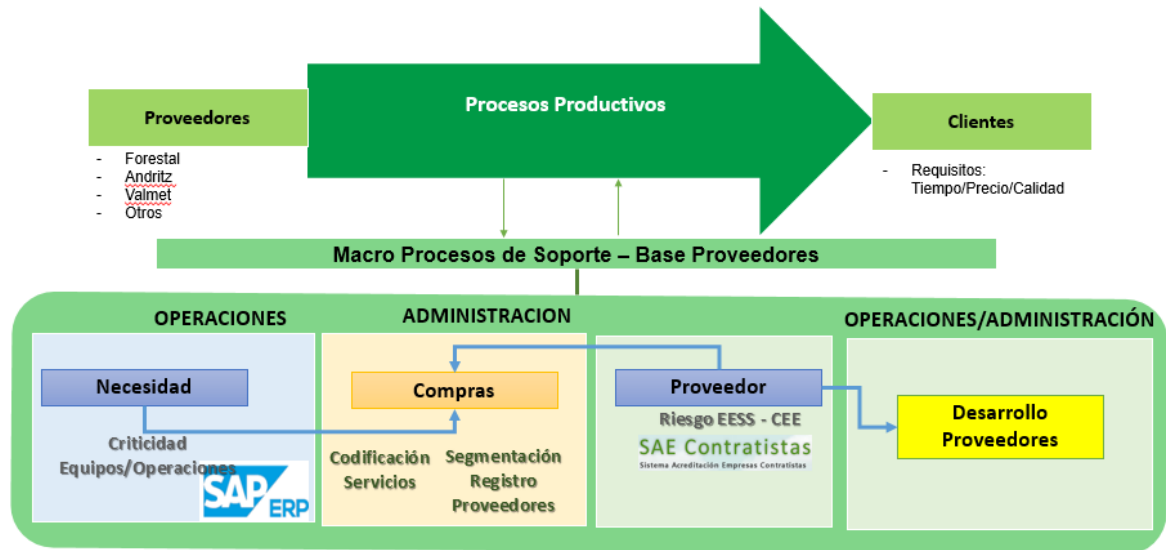 Procesos Productivos
Proveedores
Clientes
- Forestal
- Andritz
- Valmet
- Otros
- Requisitos:
Tiempo/Precio/Calidad
Macro Procesos de Soporte – Base Proveedores
OPERACIONES
ADMINISTRACION
OPERACIONES/ADMINISTRACIÓN
Necesidad
Criticidad
Equipos/Operaciones
SAP ERP
Compras
Codificación
Servicios
Segmentación
Registro
Proveedores
Proveedor
Riesgo EESS - CEE
SAE Contratistas
Sistema Acreditación Empresas Contratistas
Desarrollo
Proveedores